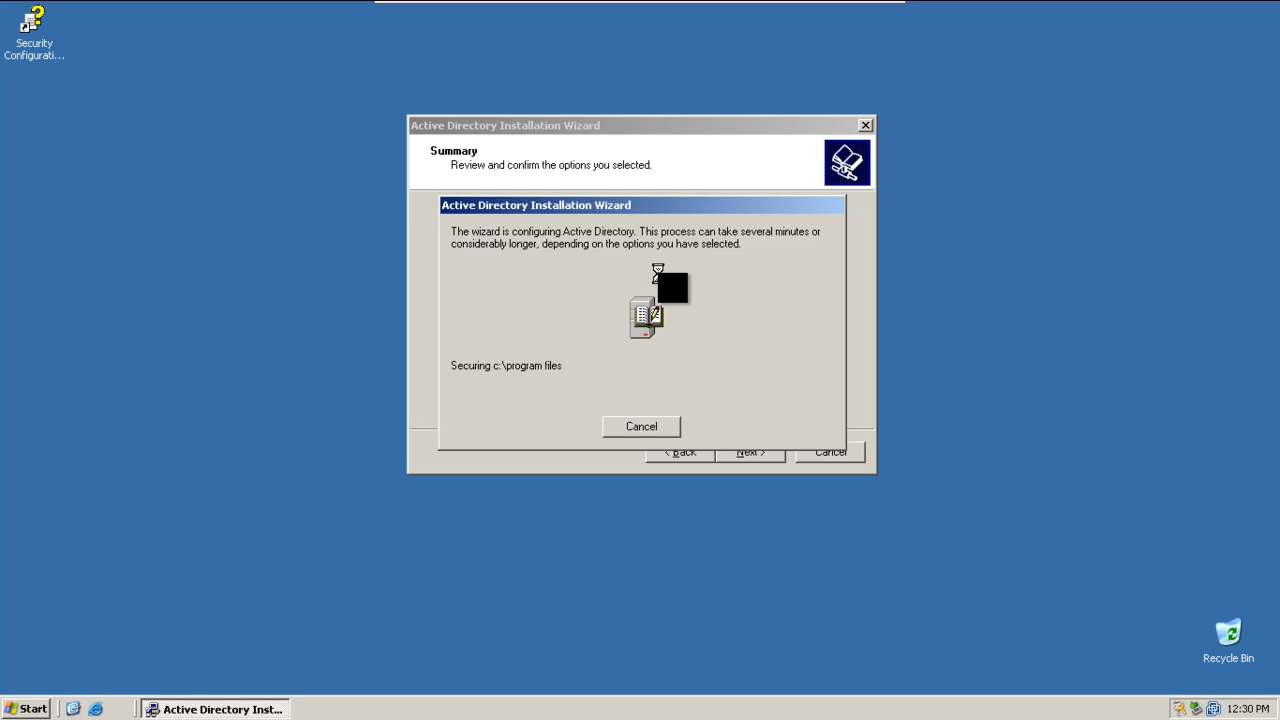 Security
Configurati...
Active Directory Installation Wizard
Summary
Review and confirm the options you selected.
Active Directory Installation Wizard
The wizard is configuring Active Directory. This process can take several minutes or
considerably longer, depending on the options you have selected.
Securing c:\program files
Cancel
< Back
Next >
Cancel
Recycle Bin
Start
Active Directory Inst...
12:30 PM